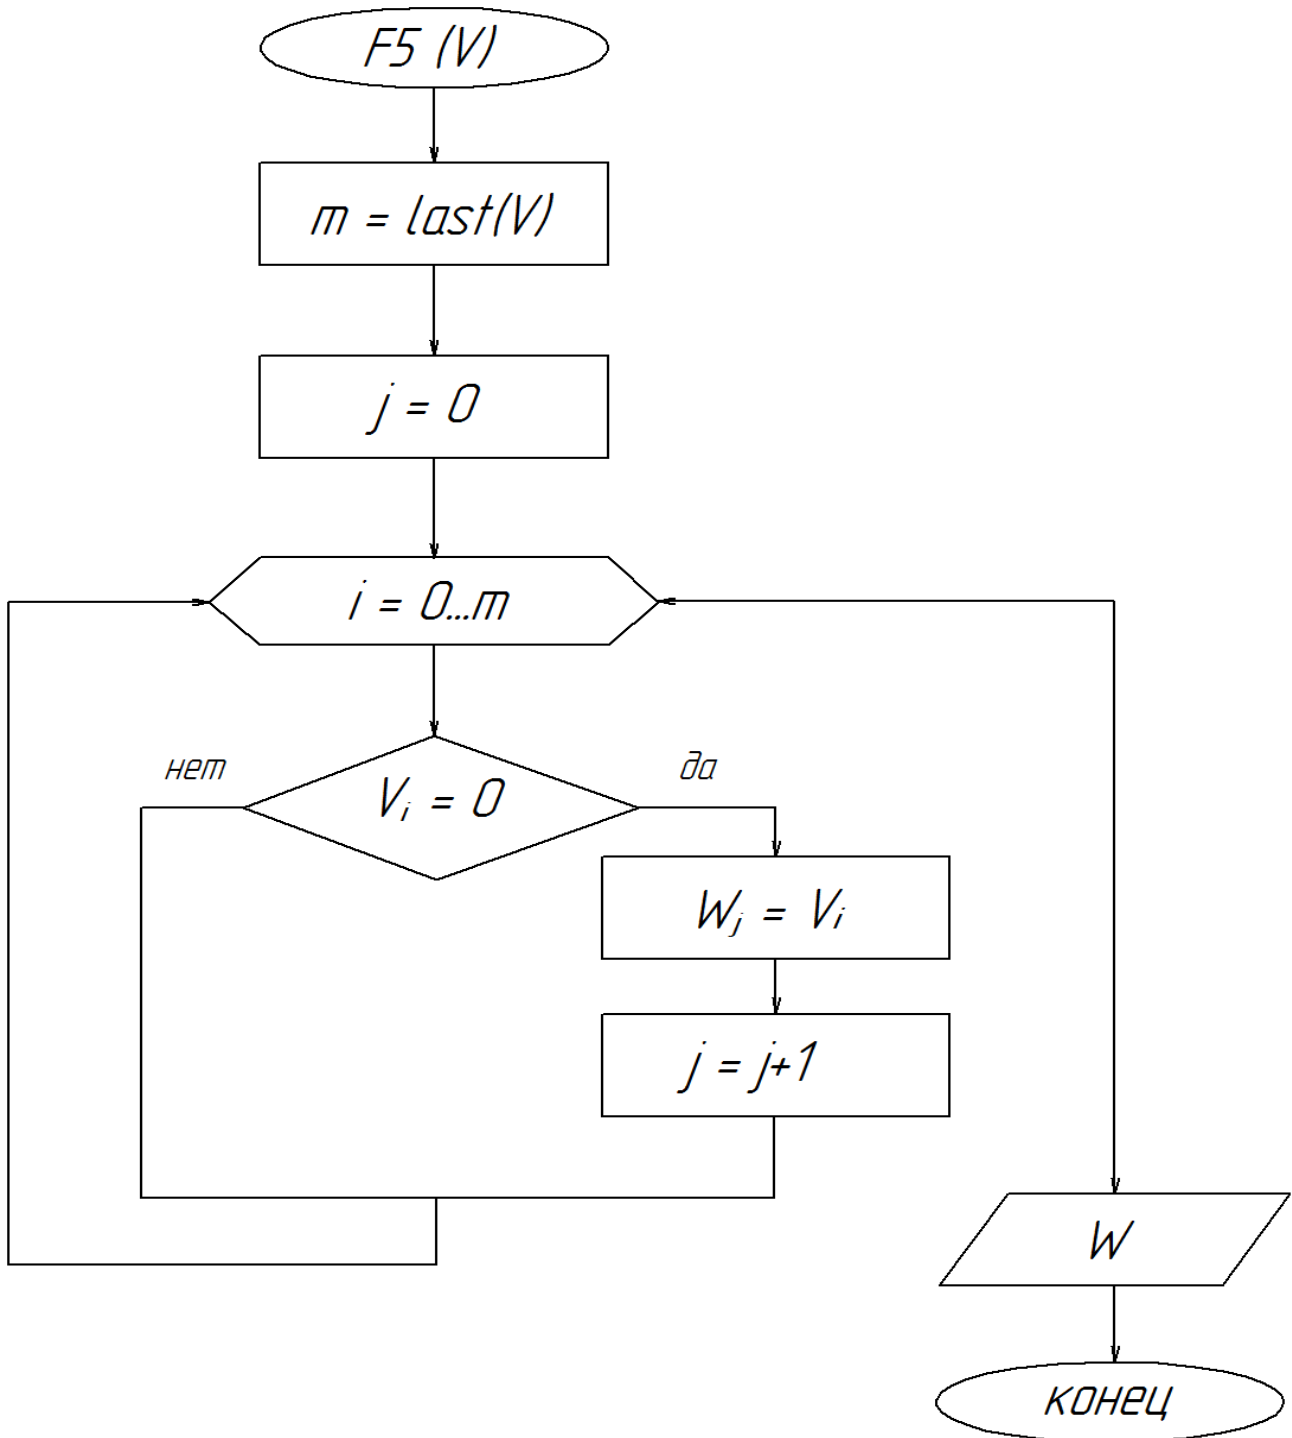 F5 (V)
m = last(V)
j = 0
i = 0...m
нет
да
Vᵢ = 0
Wⱼ = Vᵢ
j = j+1
W
конец